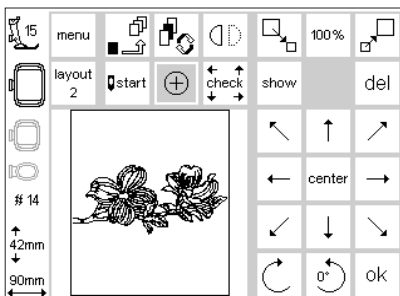 15
menu
100%
layout
2
start
check
show
del
# 14
center
42mm
90mm
0°
ok